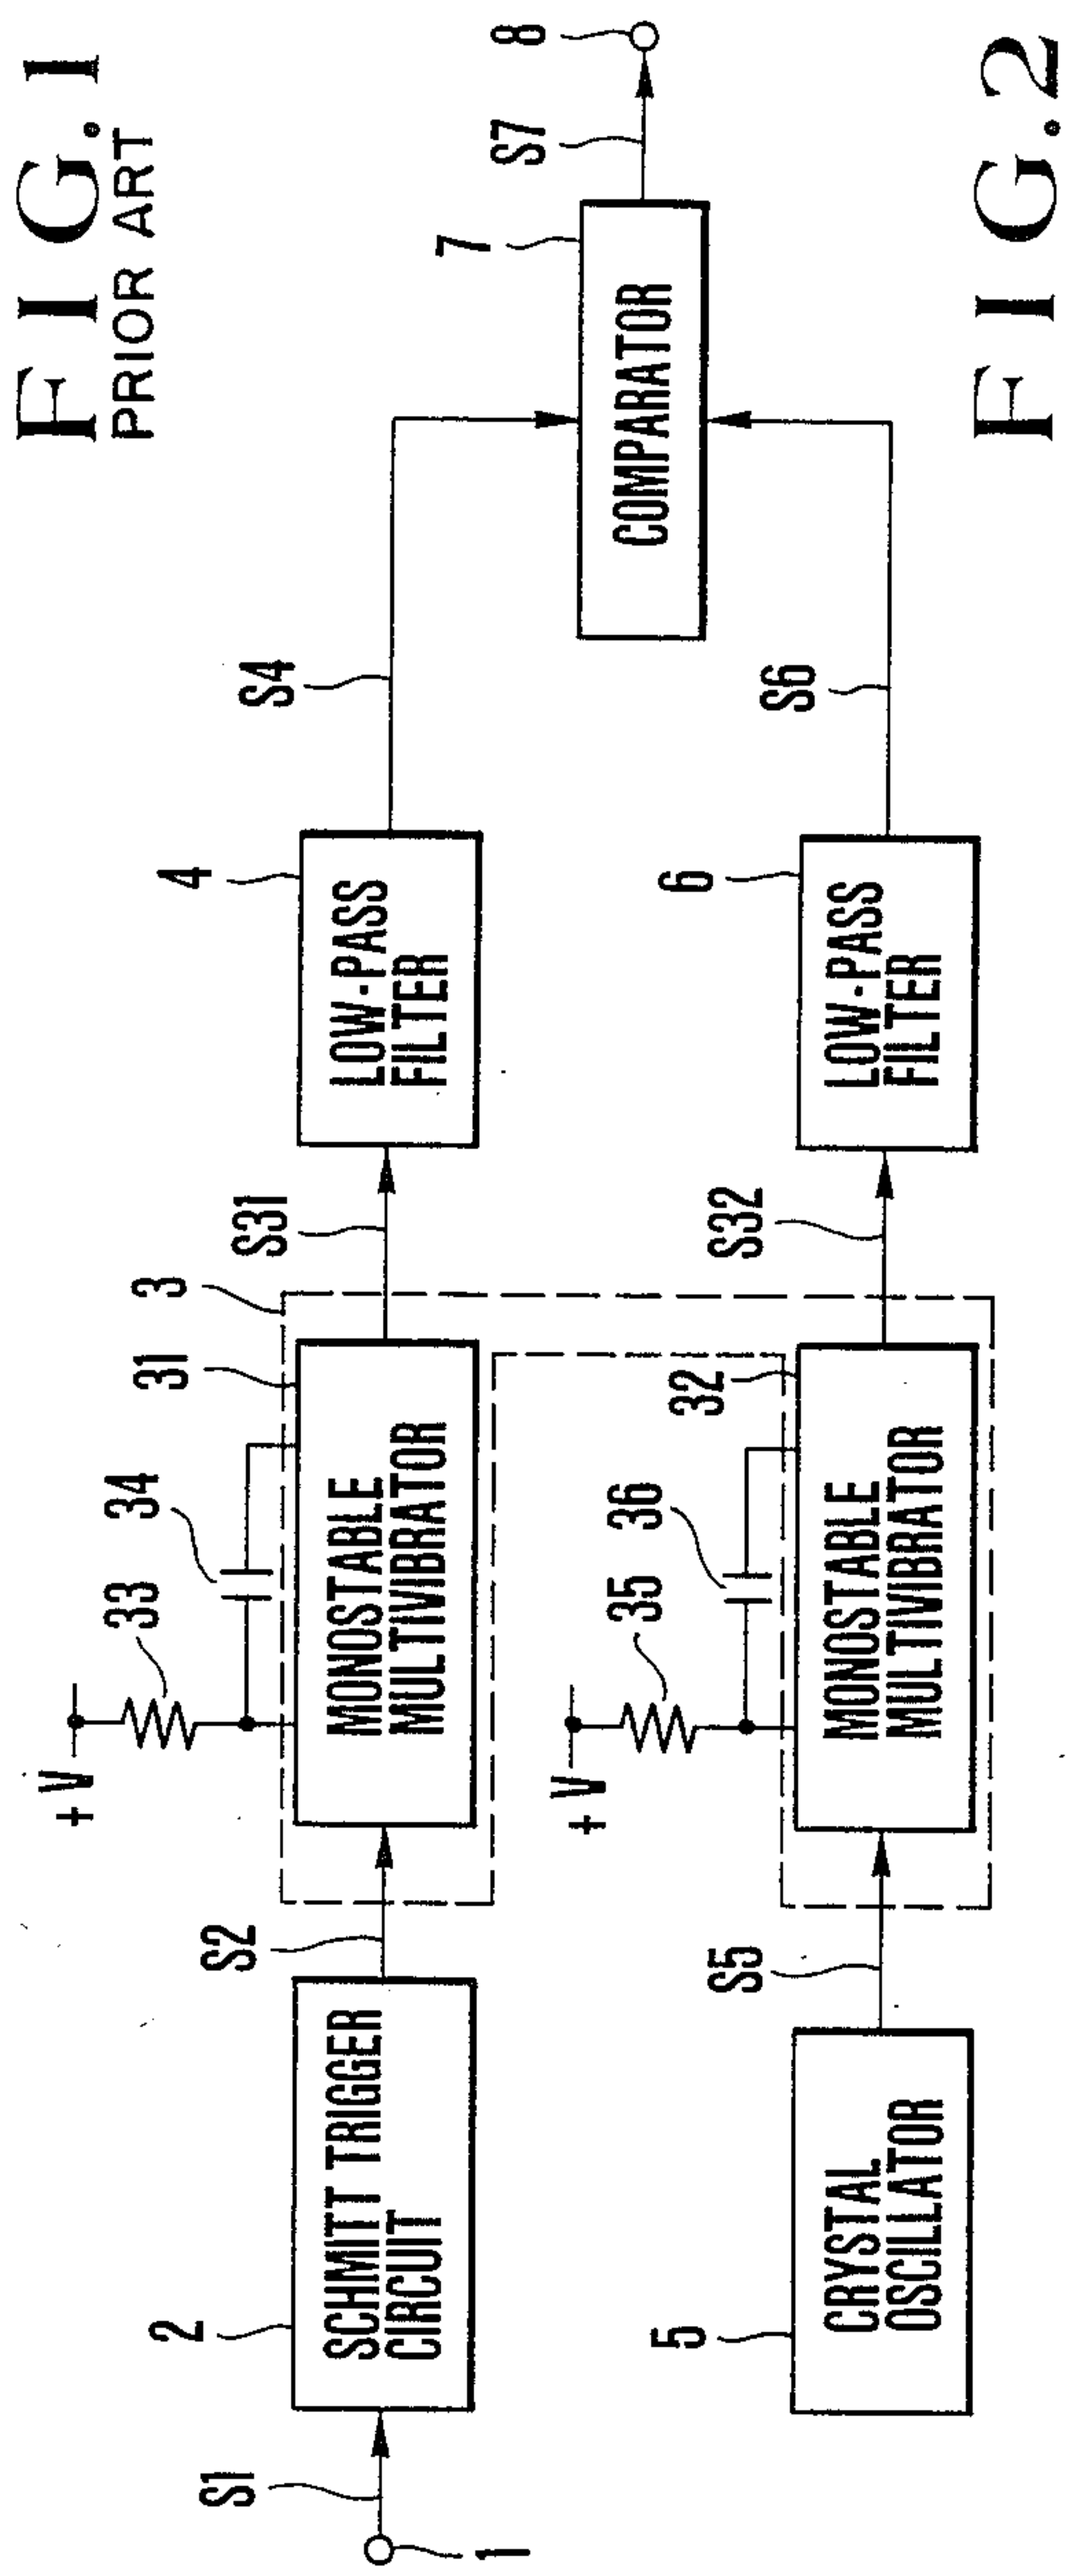 FIG.1
PRIOR ART
+V
33
34
31
3
S1
1
2
SCHMITT TRIGGER
CIRCUIT
S2
MONOSTABLE
MULTIVIBRATOR
S31
4
LOW-PASS
FILTER
S4
7
COMPARATOR
S7
8
+V
35
36
32
5
CRYSTAL
OSCILLATOR
S5
MONOSTABLE
MULTIVIBRATOR
S32
6
LOW-PASS
FILTER
S6
FIG.2